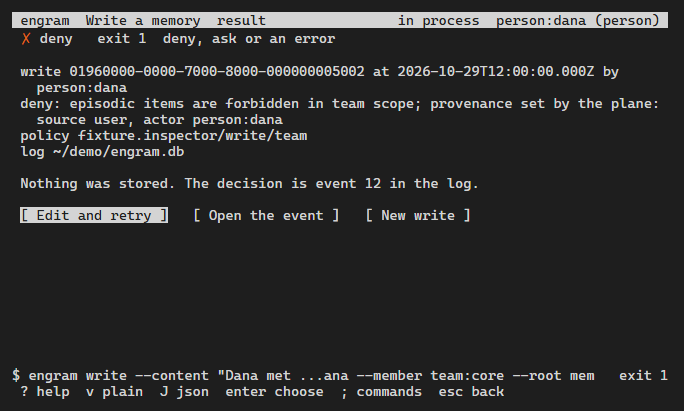 engram  Write a memory  result                in process  person:dana (person)
✗ deny   exit 1  deny, ask or an error
write 01960000-0000-7000-8000-000000005002 at 2026-10-29T12:00:00.000Z by
person:dana
deny: episodic items are forbidden in team scope; provenance set by the plane:
source user, actor person:dana
policy fixture.inspector/write/team
log ~/demo/engram.db
Nothing was stored. The decision is event 12 in the log.
[ Edit and retry ]   [ Open the event ]   [ New write ]
$ engram write --content "Dana met ...ana --member team:core --root mem   exit 1
? help  v plain  J json  enter choose  ; commands  esc back